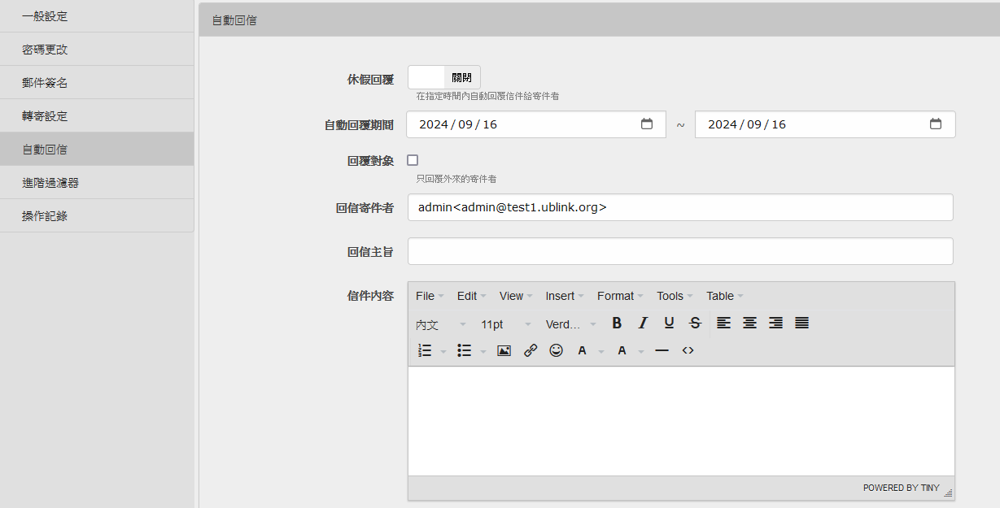 一般設定
密碼更改
郵件簽名
轉寄設定
自動回信
進階過濾器
操作記錄
自動回信
休假回覆 關閉
在指定時間內自動回覆信件給寄件者
自動回覆期間 2024/09/16 ~ 2024/09/16
回覆對象
只回覆外來的寄件者
回信寄件者 admin<admin@test1.ublink.org>
回信主旨
信件內容 File Edit View Insert Format Tools Table
內文 11pt Verd... B I U S
A A
POWERED BY TINY